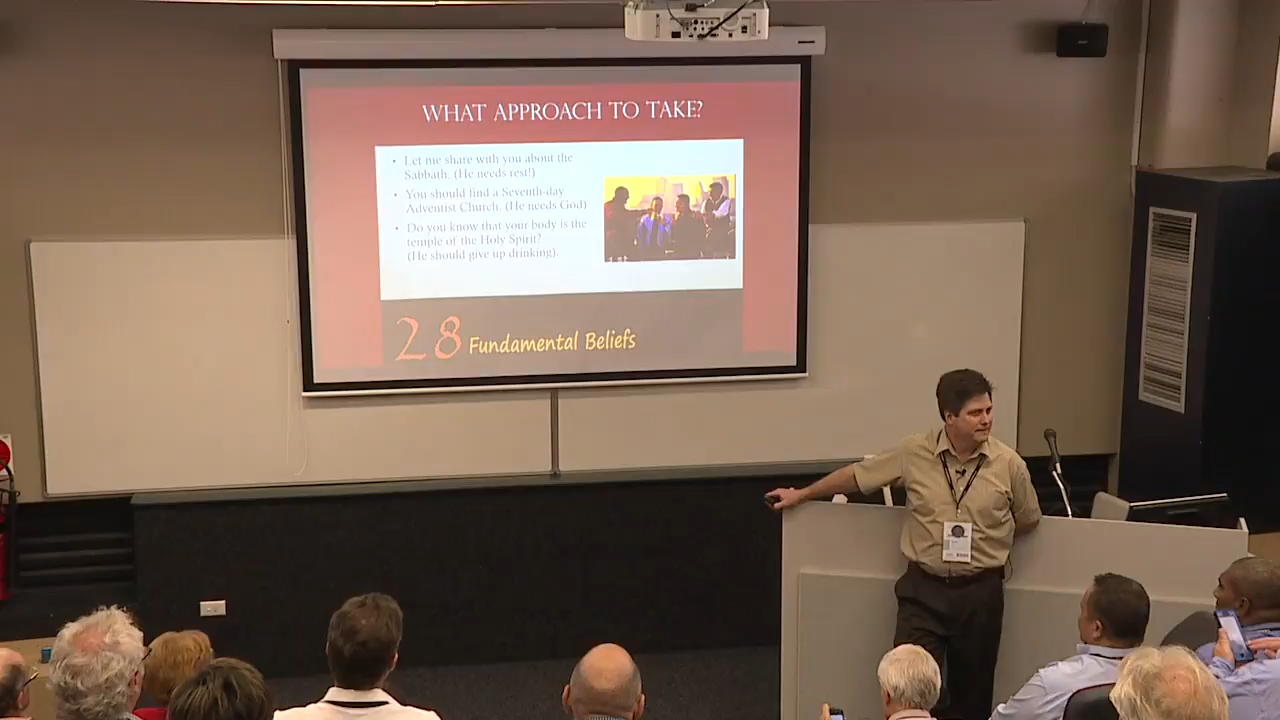 WHAT APPROACH TO TAKE?
• Let me share with you about the
Sabbath. (He needs rest!)
• You should find a Seventh-day
Adventist Church. (He needs God)
• Do you know that your body is the
temple of the Holy Spirit?
(He should give up drinking).
28 Fundamental Beliefs